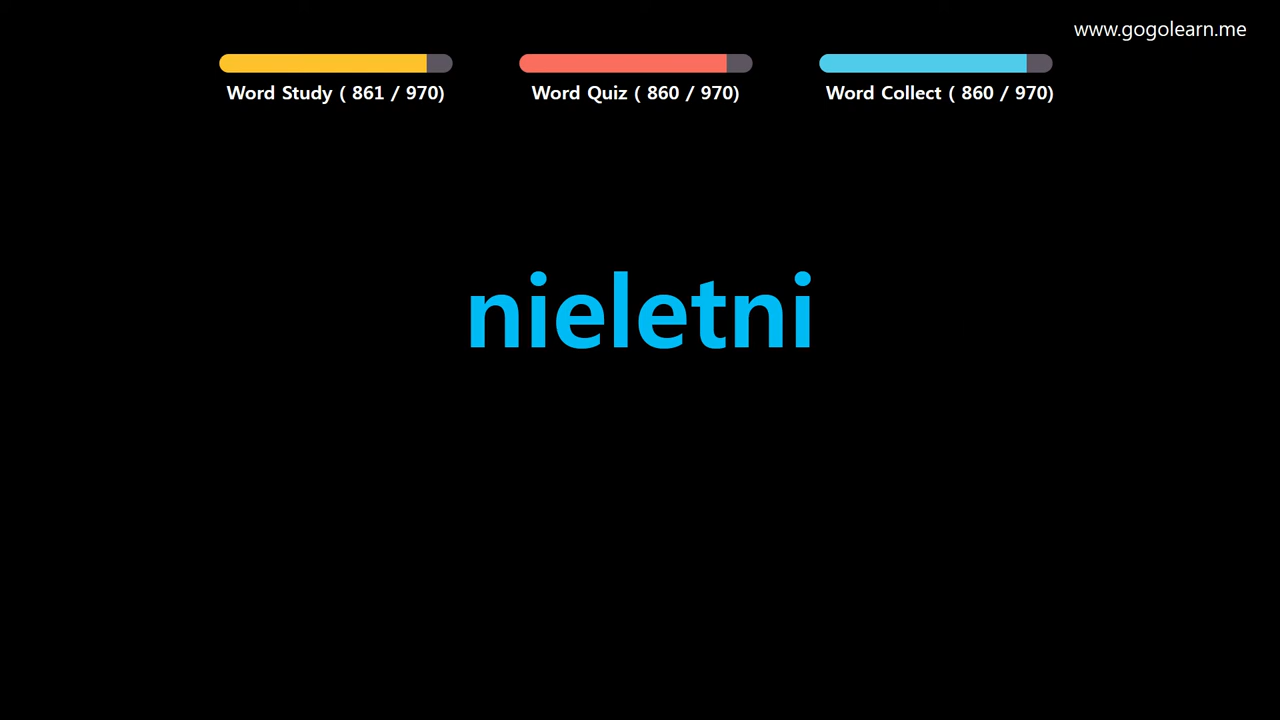 www.gogolearn.me
Word Study ( 861 / 970)
Word Quiz ( 860 / 970)
Word Collect ( 860 / 970)
nieletni